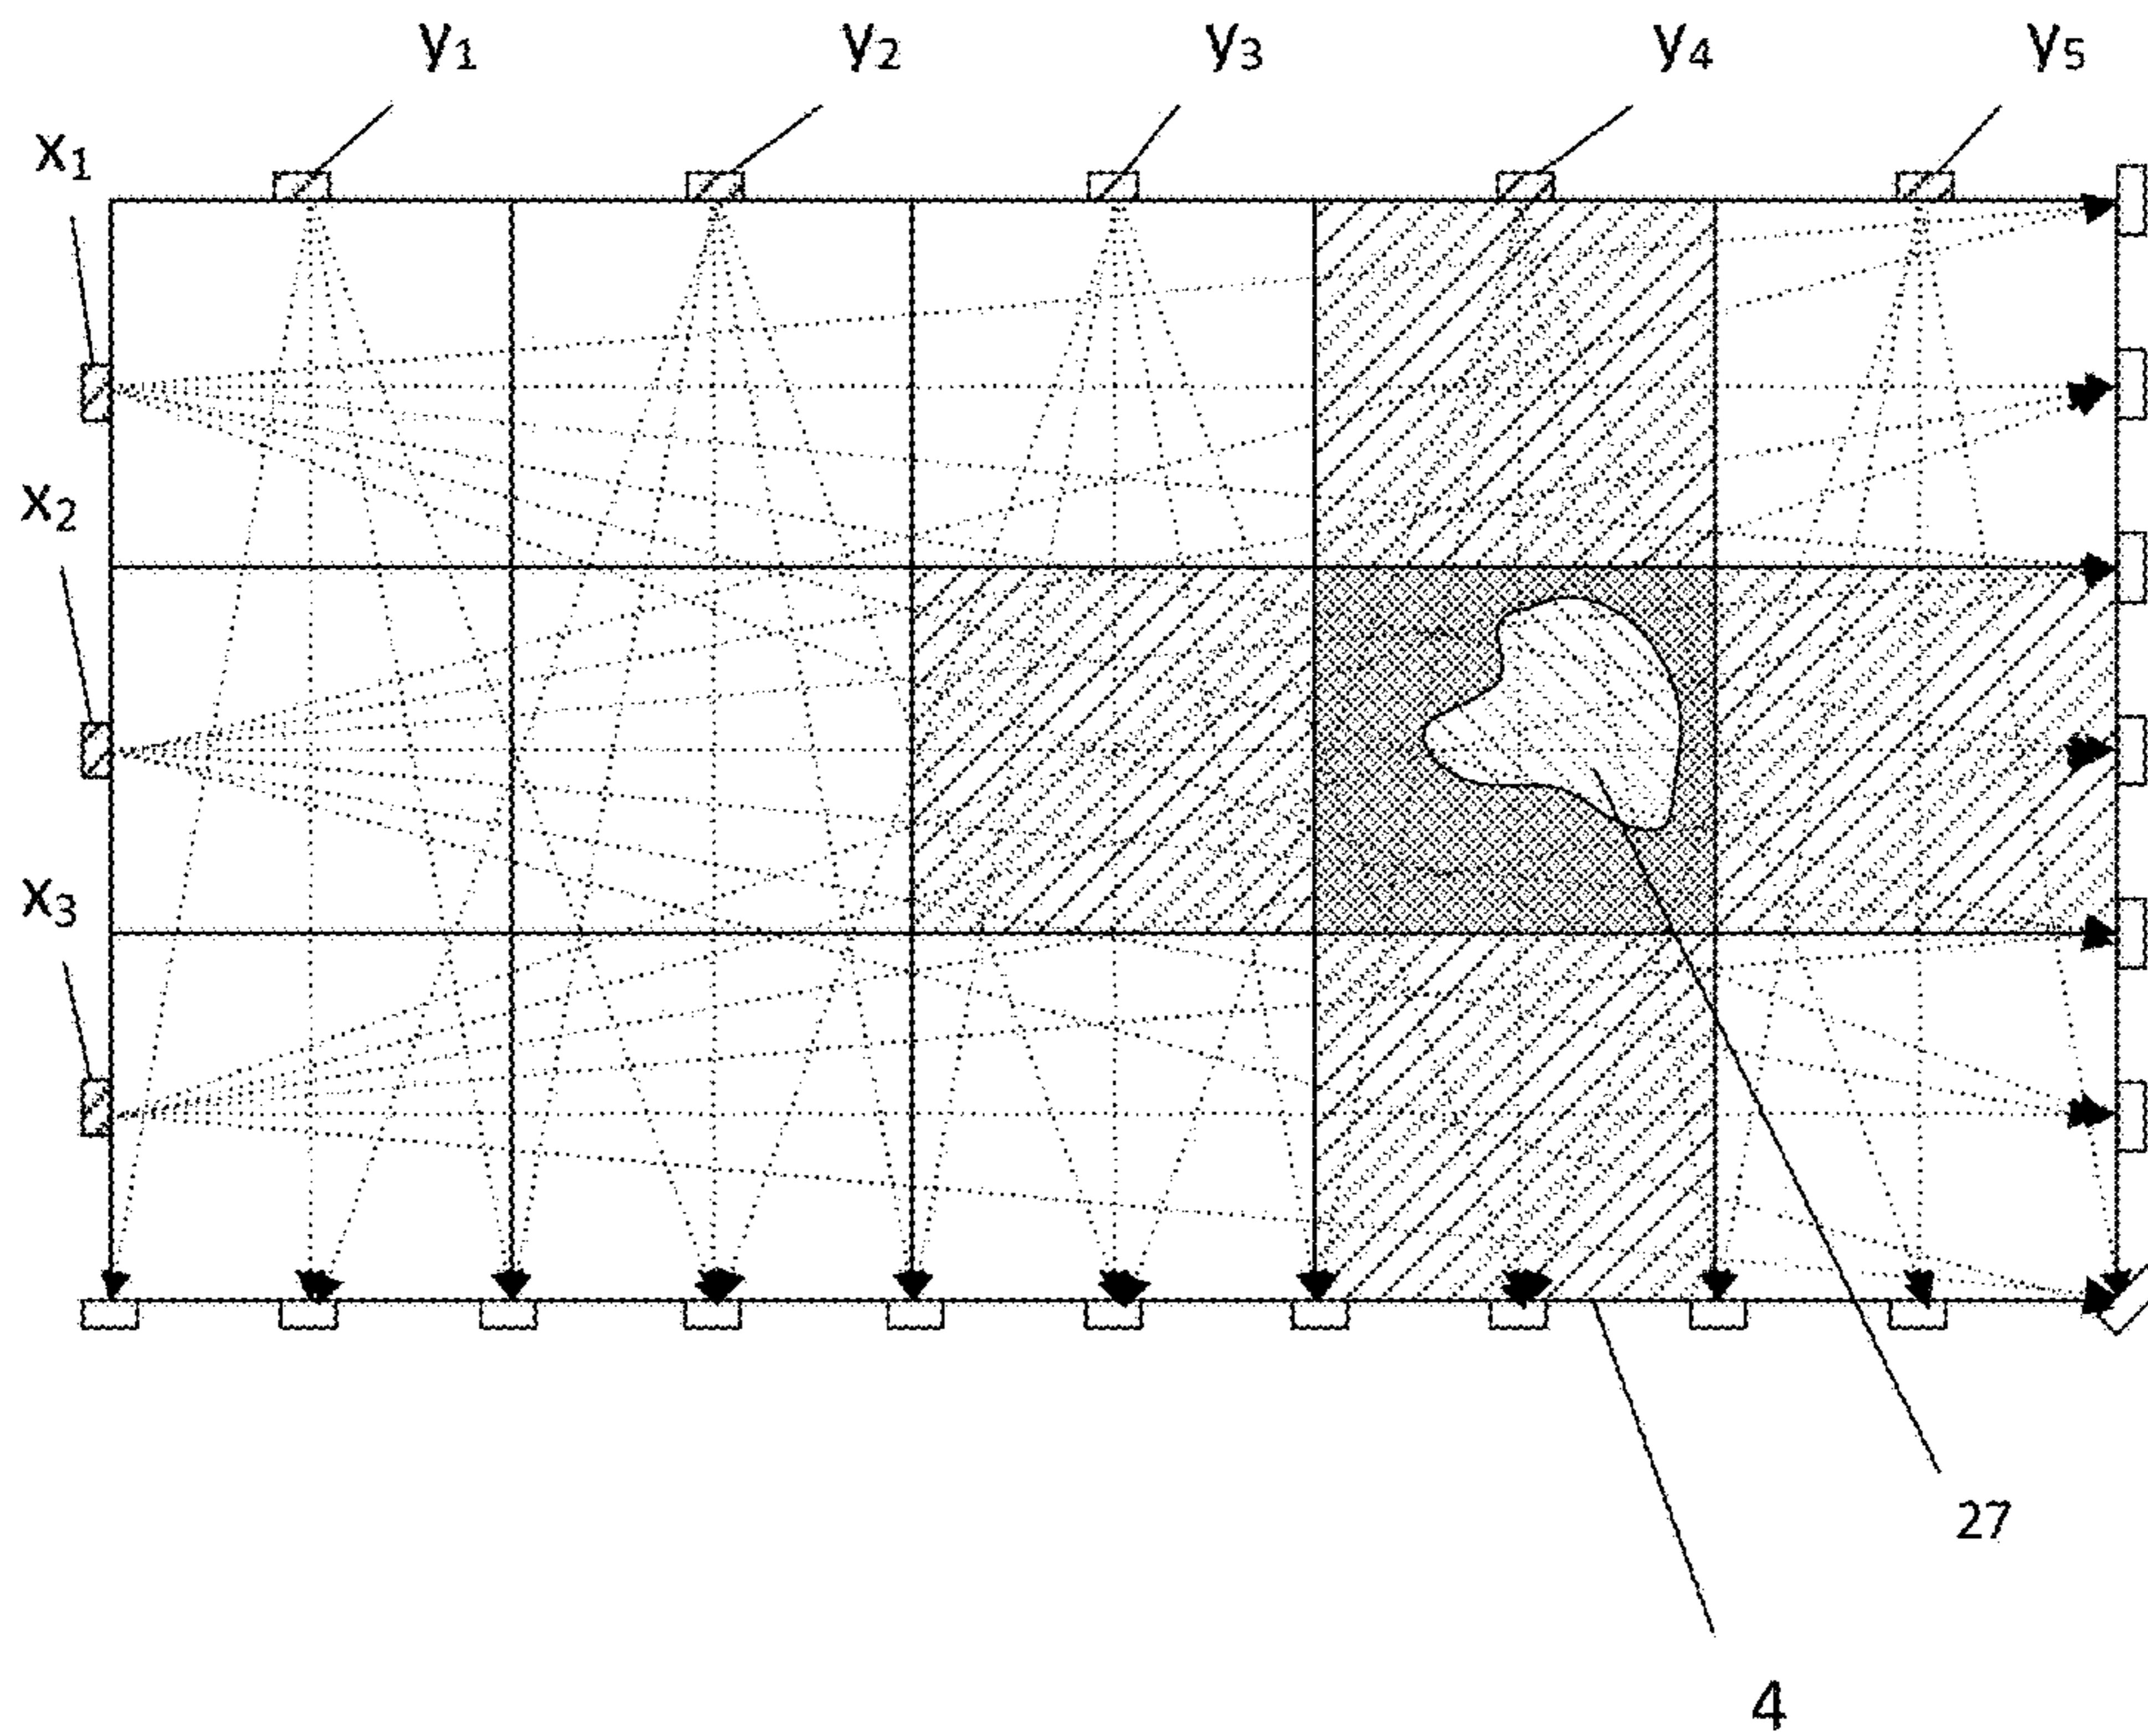 y₁ y₂ y₃ y₄ y₅
x₁
x₂
x₃
27
4